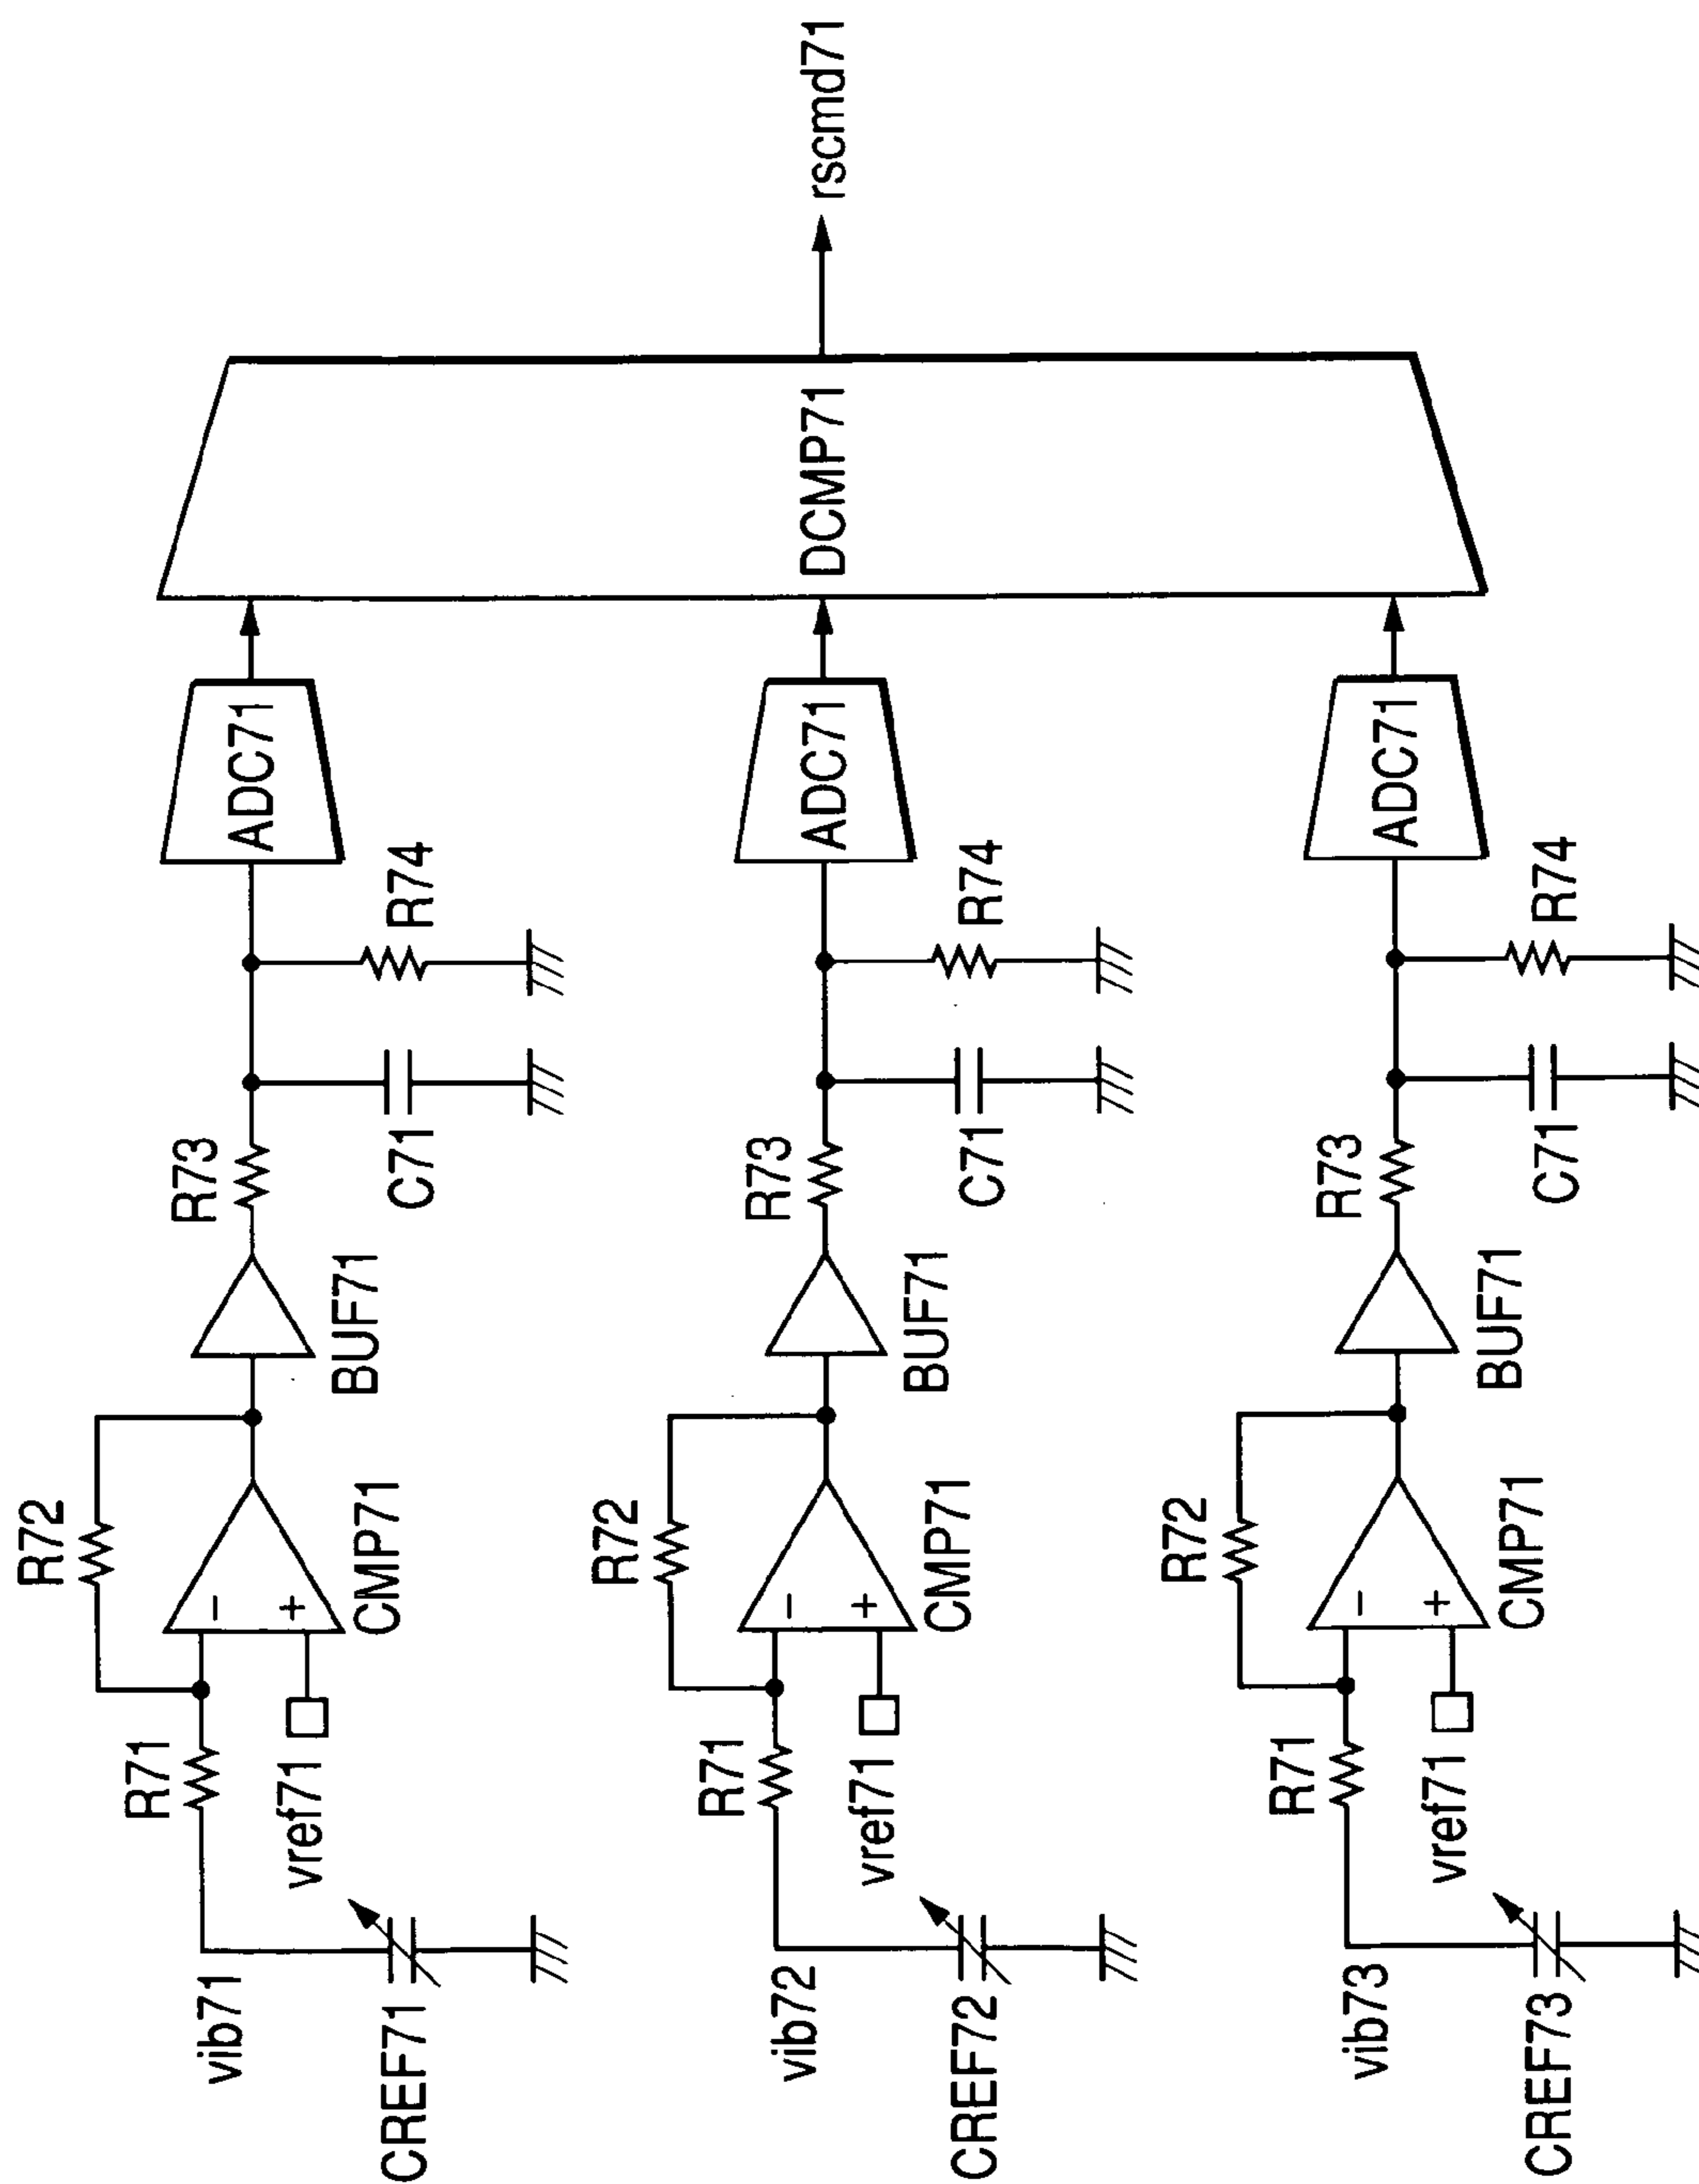 rscmd71
DCMP71
ADC71
ADC71
ADC71
R74
R74
R74
R73
C71
R73
C71
R73
C71
BUF71
BUF71
BUF71
R72
- +
CMP71
R72
- +
CMP71
R72
- +
CMP71
R71
vref71
R71
vref71
R71
vref71
vib71
CREF71
vib72
CREF72
vib73
CREF73